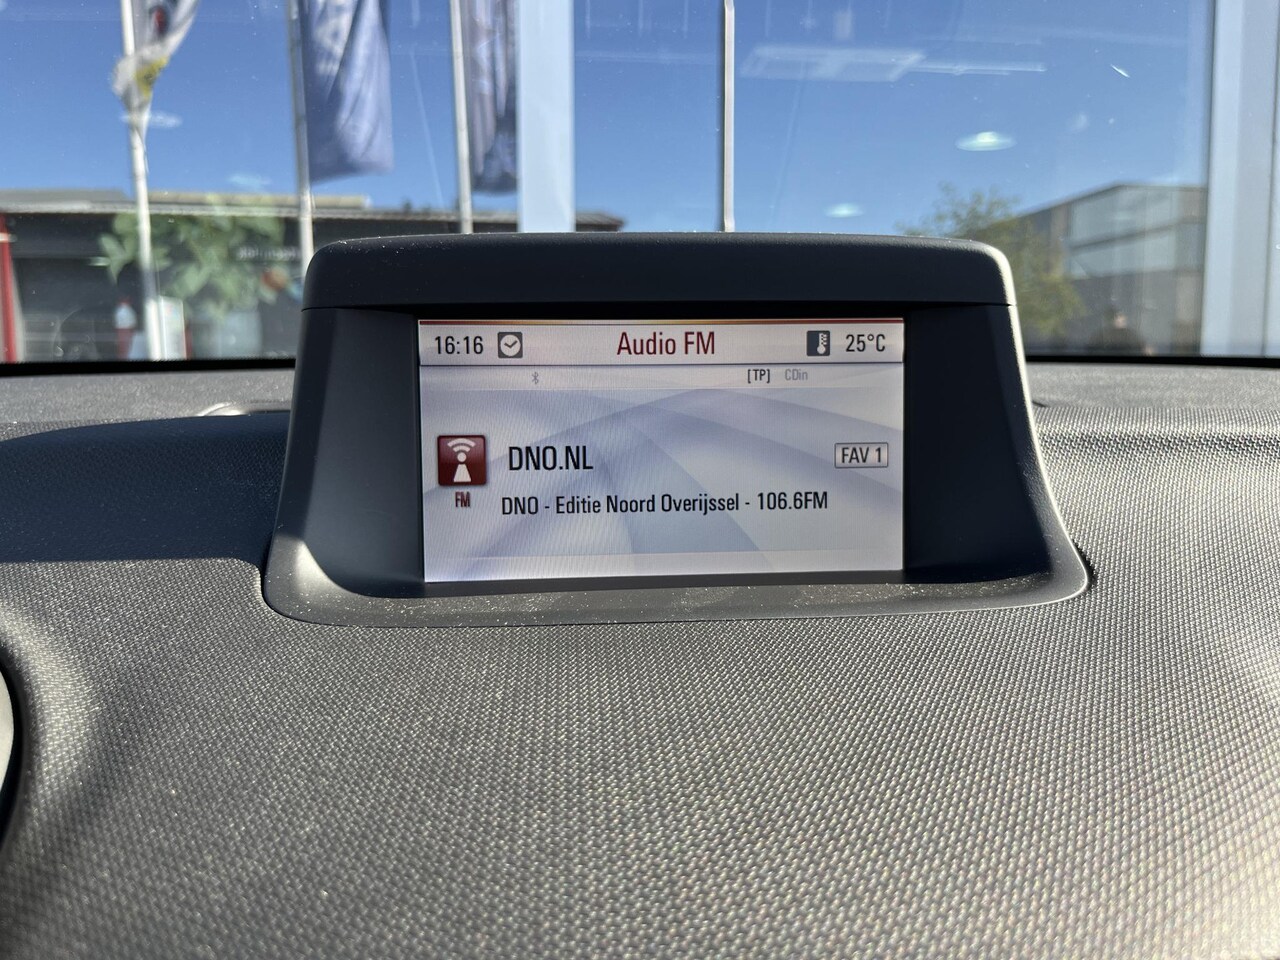 16:16 Audio FM 25°C
[TP] CDin
DNO.NL FAV 1
FM DNO - Editie Noord Overijssel - 106.6FM